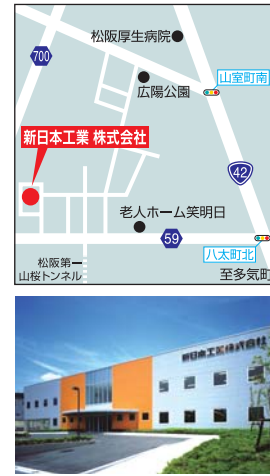 松阪厚生病院
700
山室町南
広陽公園
新日本工業 株式会社
42
老人ホーム笑明日
59
八太町北
松阪第一
山桜トンネル
至多気町
新日本工業株式会社